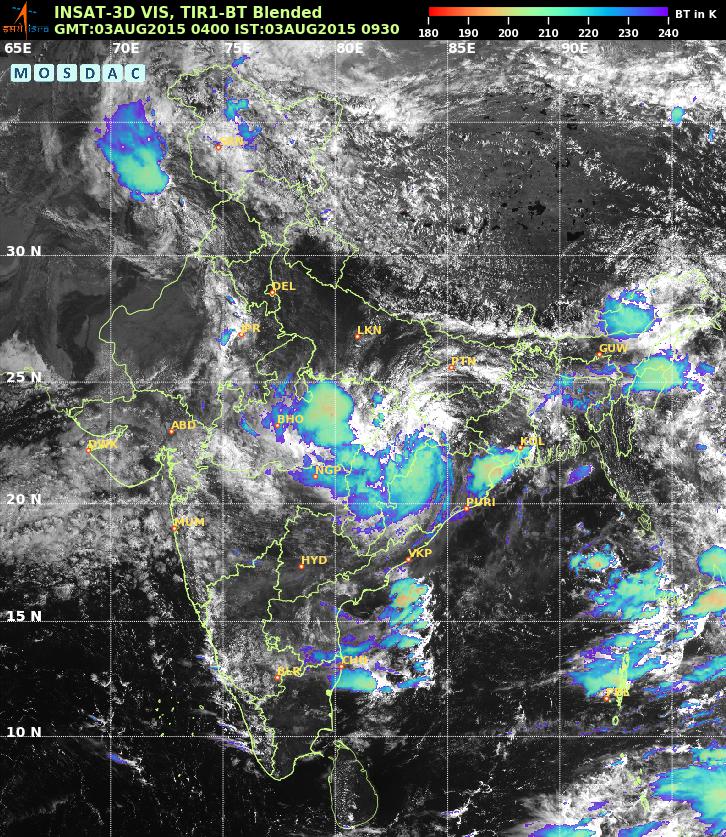 INSAT-3D VIS, TIR1-BT Blended
GMT:03AUG2015 0400 IST:03AUG2015 0930
BT in K
180 190 200 210 220 230 240
65E 70E 75E 80E 85E 90E
MOSDAC
30 N
DEL
JPR
LKN
GUW
PTN
25 N
BHO
ABD
DWK
KOL
NGP
20 N
PURI
MUM
VKP
HYD
15 N
CHN
BLR
PBL
10 N